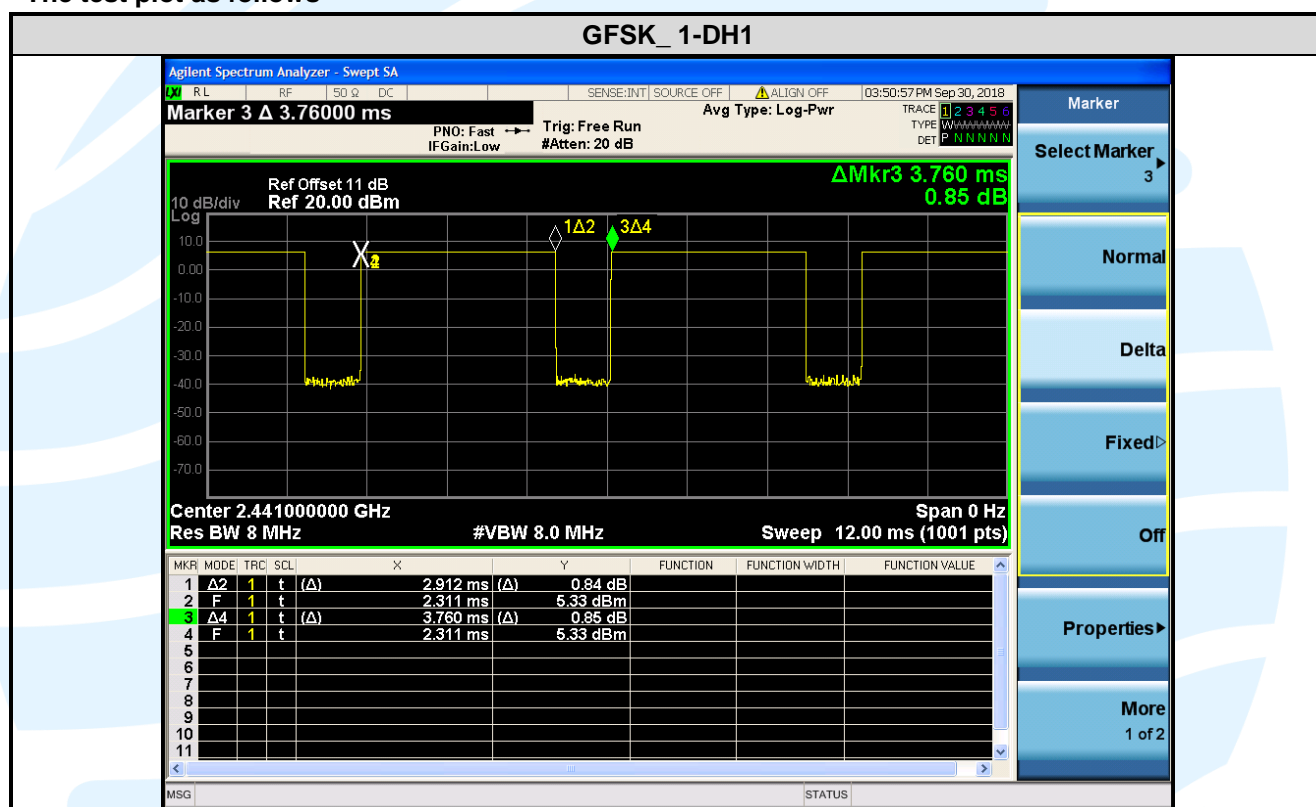 The test plot as follows
GFSK_ 1-DH1
Agilent Spectrum Analyzer - Swept SA
LXI RL RF 50 Ω DC SENSE:INT SOURCE OFF ALIGN OFF 03:50:57 PM Sep 30, 2018
Marker 3 Δ 3.76000 ms
PNO: Fast
IFGain:Low
Trig: Free Run
#Atten: 20 dB
Avg Type: Log-Pwr
TRACE 1 2 3 4 5 6
TYPE WWWWWW
DET P N N N N N
ΔMkr3 3.760 ms
0.85 dB
Ref Offset 11 dB
10 dB/div Ref 20.00 dBm
Log
10.0
0.00
-10.0
-20.0
-30.0
-40.0
-50.0
-60.0
-70.0
1Δ2 3Δ4
Center 2.441000000 GHz Span 0 Hz
Res BW 8 MHz #VBW 8.0 MHz Sweep 12.00 ms (1001 pts)
MKR MODE TRC SCL X Y FUNCTION FUNCTION WIDTH FUNCTION VALUE
1 Δ2 1 t (Δ) 2.912 ms (Δ) 0.84 dB
2 F 1 t 2.311 ms 5.33 dBm
3 Δ4 1 t (Δ) 3.760 ms (Δ) 0.85 dB
4 F 1 t 2.311 ms 5.33 dBm
5
6
7
8
9
10
11
MSG STATUS
Marker
Select Marker
3
Normal
Delta
Fixed
Off
Properties
More
1 of 2